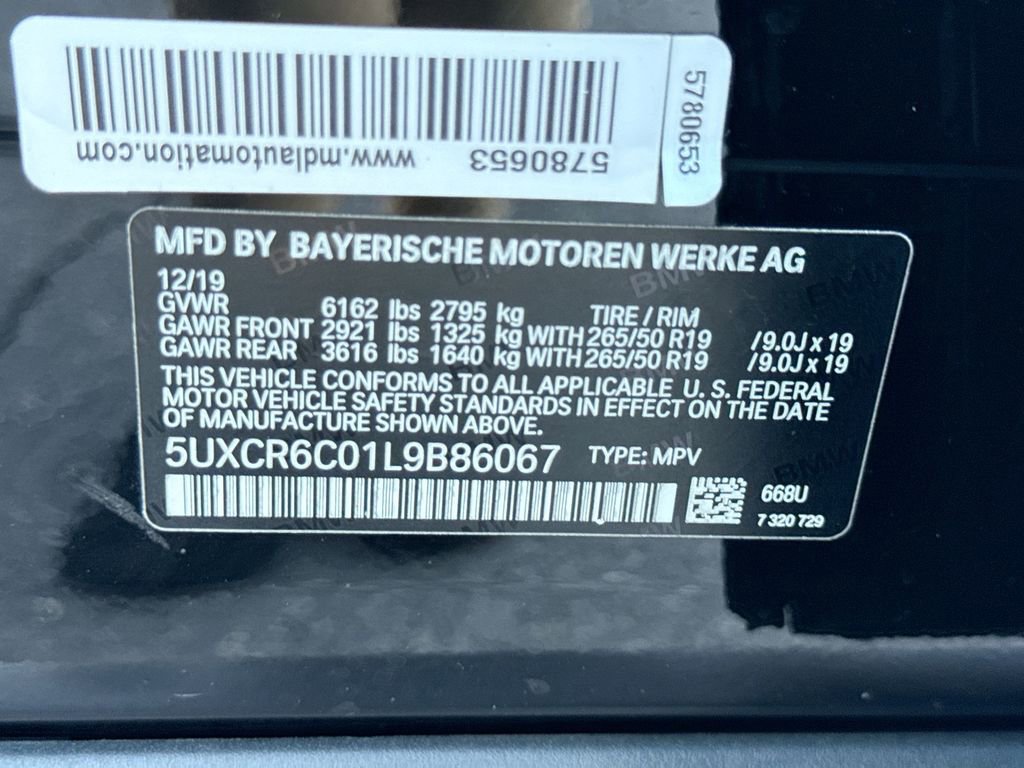 5780653 www.mdlautomation.com
5780653
MFD BY BAYERISCHE MOTOREN WERKE AG
12/19
GVWR 6162 lbs 2795 kg TIRE / RIM
GAWR FRONT 2921 lbs 1325 kg WITH 265/50 R19 /9.0J x 19
GAWR REAR 3616 lbs 1640 kg WITH 265/50 R19 /9.0J x 19
THIS VEHICLE CONFORMS TO ALL APPLICABLE U. S. FEDERAL
MOTOR VEHICLE SAFETY STANDARDS IN EFFECT ON THE DATE
OF MANUFACTURE SHOWN ABOVE.
5UXCR6C01L9B86067 TYPE: MPV
668U
7 320 729